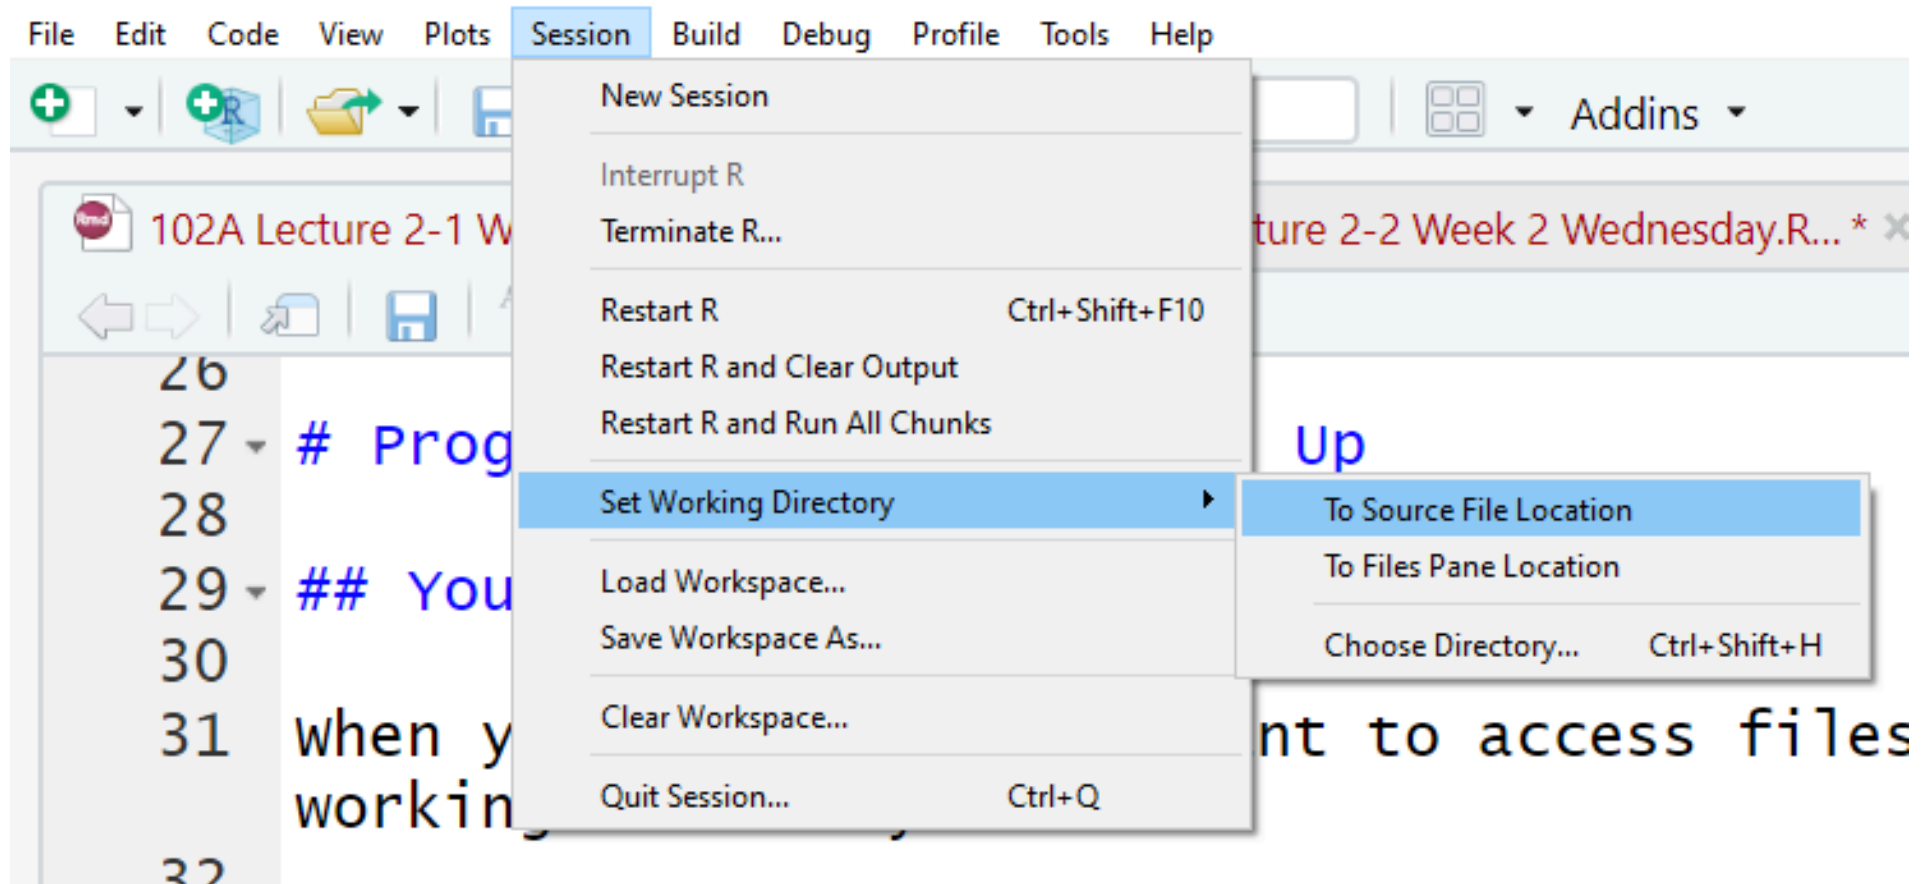 File Edit Code View Plots Session Build Debug Profile Tools Help
Addins
New Session
Interrupt R
Terminate R...
Restart R Ctrl+Shift+F10
Restart R and Clear Output
Restart R and Run All Chunks
Set Working Directory
To Source File Location
To Files Pane Location
Choose Directory... Ctrl+Shift+H
Load Workspace...
Save Workspace As...
Clear Workspace...
Quit Session... Ctrl+Q
Rmd 102A Lecture 2-1 W ture 2-2 Week 2 Wednesday.R... *
26
27 # Prog Up
28
29 ## You
30
31 When y nt to access files
workin
32